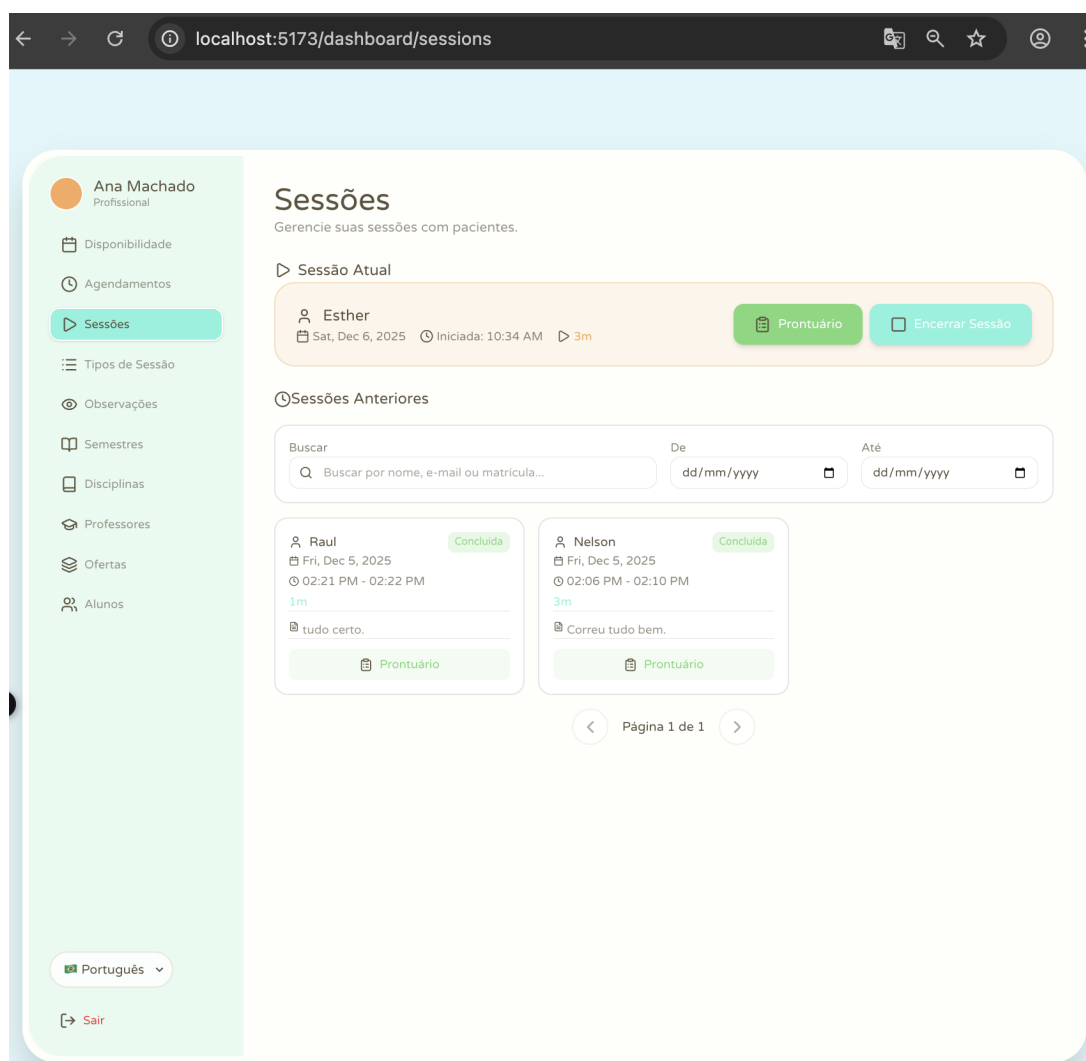 localhost:5173/dashboard/sessions
Ana Machado
Profissional
Disponibilidade
Agendamentos
Sessões
Tipos de Sessão
Observações
Semestres
Disciplinas
Professores
Ofertas
Alunos
Português
Sair
Sessões
Gerencie suas sessões com pacientes.
Sessão Atual
Esther
Sat, Dec 6, 2025 Iniciada: 10:34 AM 3m
Prontuário
Encerrar Sessão
Sessões Anteriores
Buscar De Até
Buscar por nome, e-mail ou matrícula... dd/mm/yyyy dd/mm/yyyy
Raul Concluída
Fri, Dec 5, 2025
02:21 PM - 02:22 PM
1m
tudo certo.
Prontuário
Nelson Concluída
Fri, Dec 5, 2025
02:06 PM - 02:10 PM
3m
Correu tudo bem.
Prontuário
Página 1 de 1